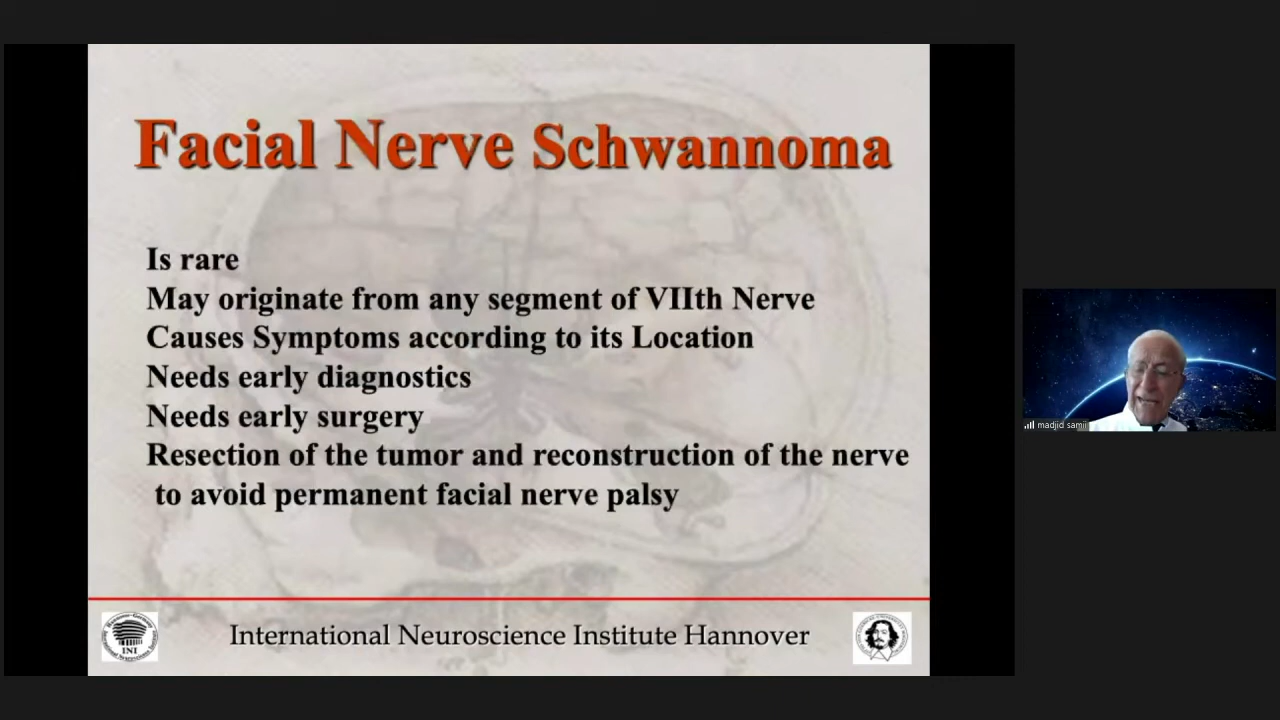 Facial Nerve Schwannoma
Is rare
May originate from any segment of VIIth Nerve
Causes Symptoms according to its Location
Needs early diagnostics
Needs early surgery
Resection of the tumor and reconstruction of the nerve
to avoid permanent facial nerve palsy
INI
International Neuroscience Institute Hannover
madjid samii